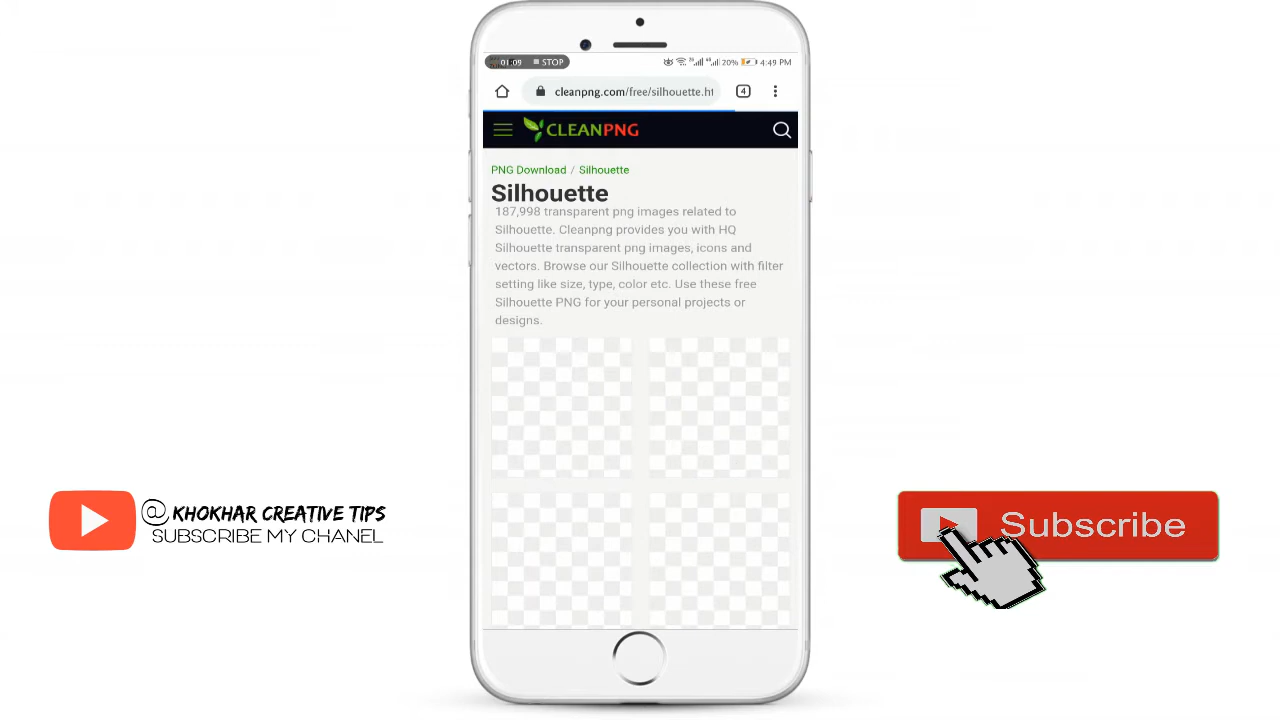 01:09 STOP
20% 4:49 PM
cleanpng.com/free/silhouette.ht
4
CLEANPNG
PNG Download / Silhouette
Silhouette
187,998 transparent png images related to
Silhouette. Cleanpng provides you with HQ
Silhouette transparent png images, icons and
vectors. Browse our Silhouette collection with filter
setting like size, type, color etc. Use these free
Silhouette PNG for your personal projects or
designs.
@ KHOKHAR CREATIVE TIPS
SUBSCRIBE MY CHANEL
Subscribe